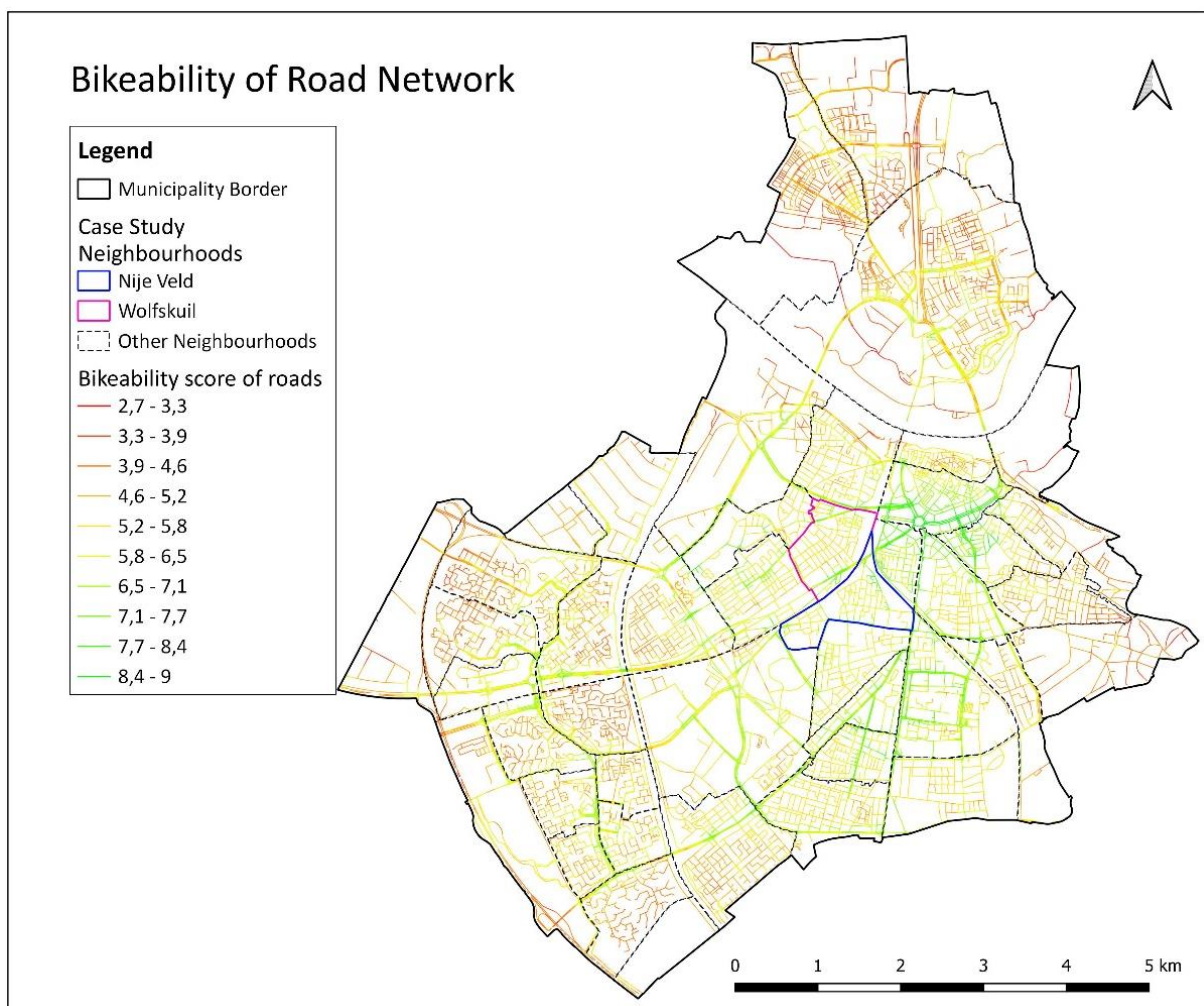 Bikeability of Road Network
Legend
Municipality Border
Case Study
Neighbourhoods
Nije Veld
Wolfskuil
Other Neighbourhoods
Bikeability score of roads
2,7 - 3,3
3,3 - 3,9
3,9 - 4,6
4,6 - 5,2
5,2 - 5,8
5,8 - 6,5
6,5 - 7,1
7,1 - 7,7
7,7 - 8,4
8,4 - 9
0 1 2 3 4 5 km